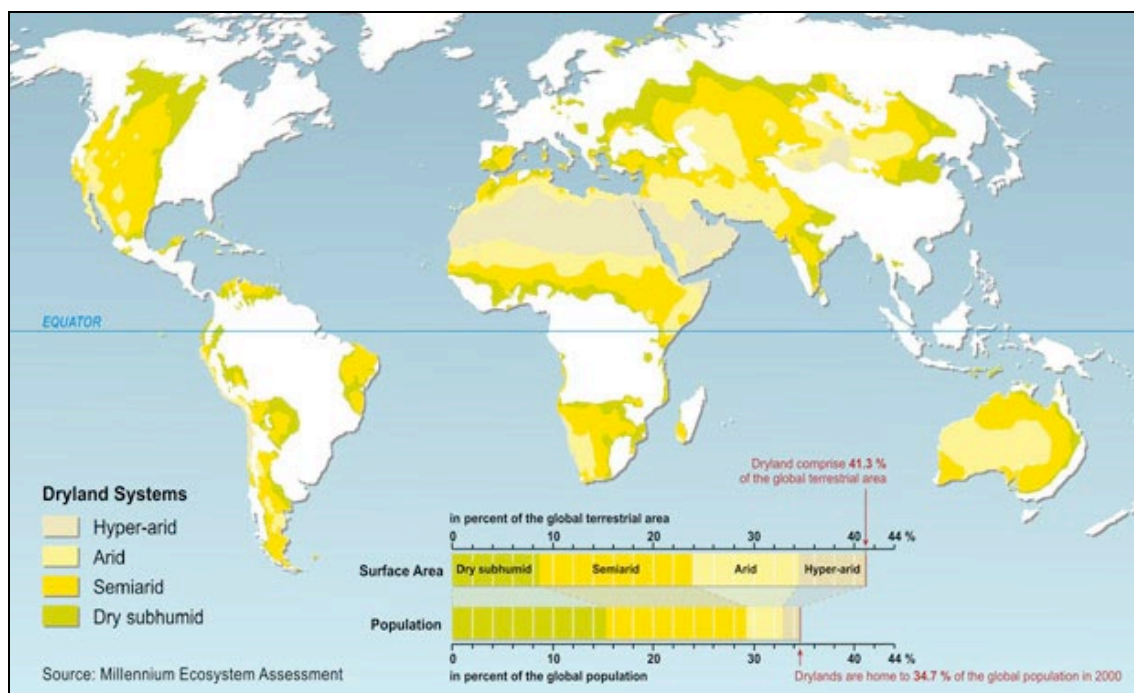 EQUATOR
Dryland Systems
Hyper-arid
Arid
Semiarid
Dry subhumid
Source: Millennium Ecosystem Assessment
Dryland comprise 41.3 %
of the global terrestrial area
in percent of the global terrestrial area
0 10 20 30 40 44 %
Surface Area Dry subhumid Semiarid Arid Hyper-arid
Population
0 10 20 30 40 44 %
in percent of the global population
Drylands are home to 34.7 % of the global population in 2000